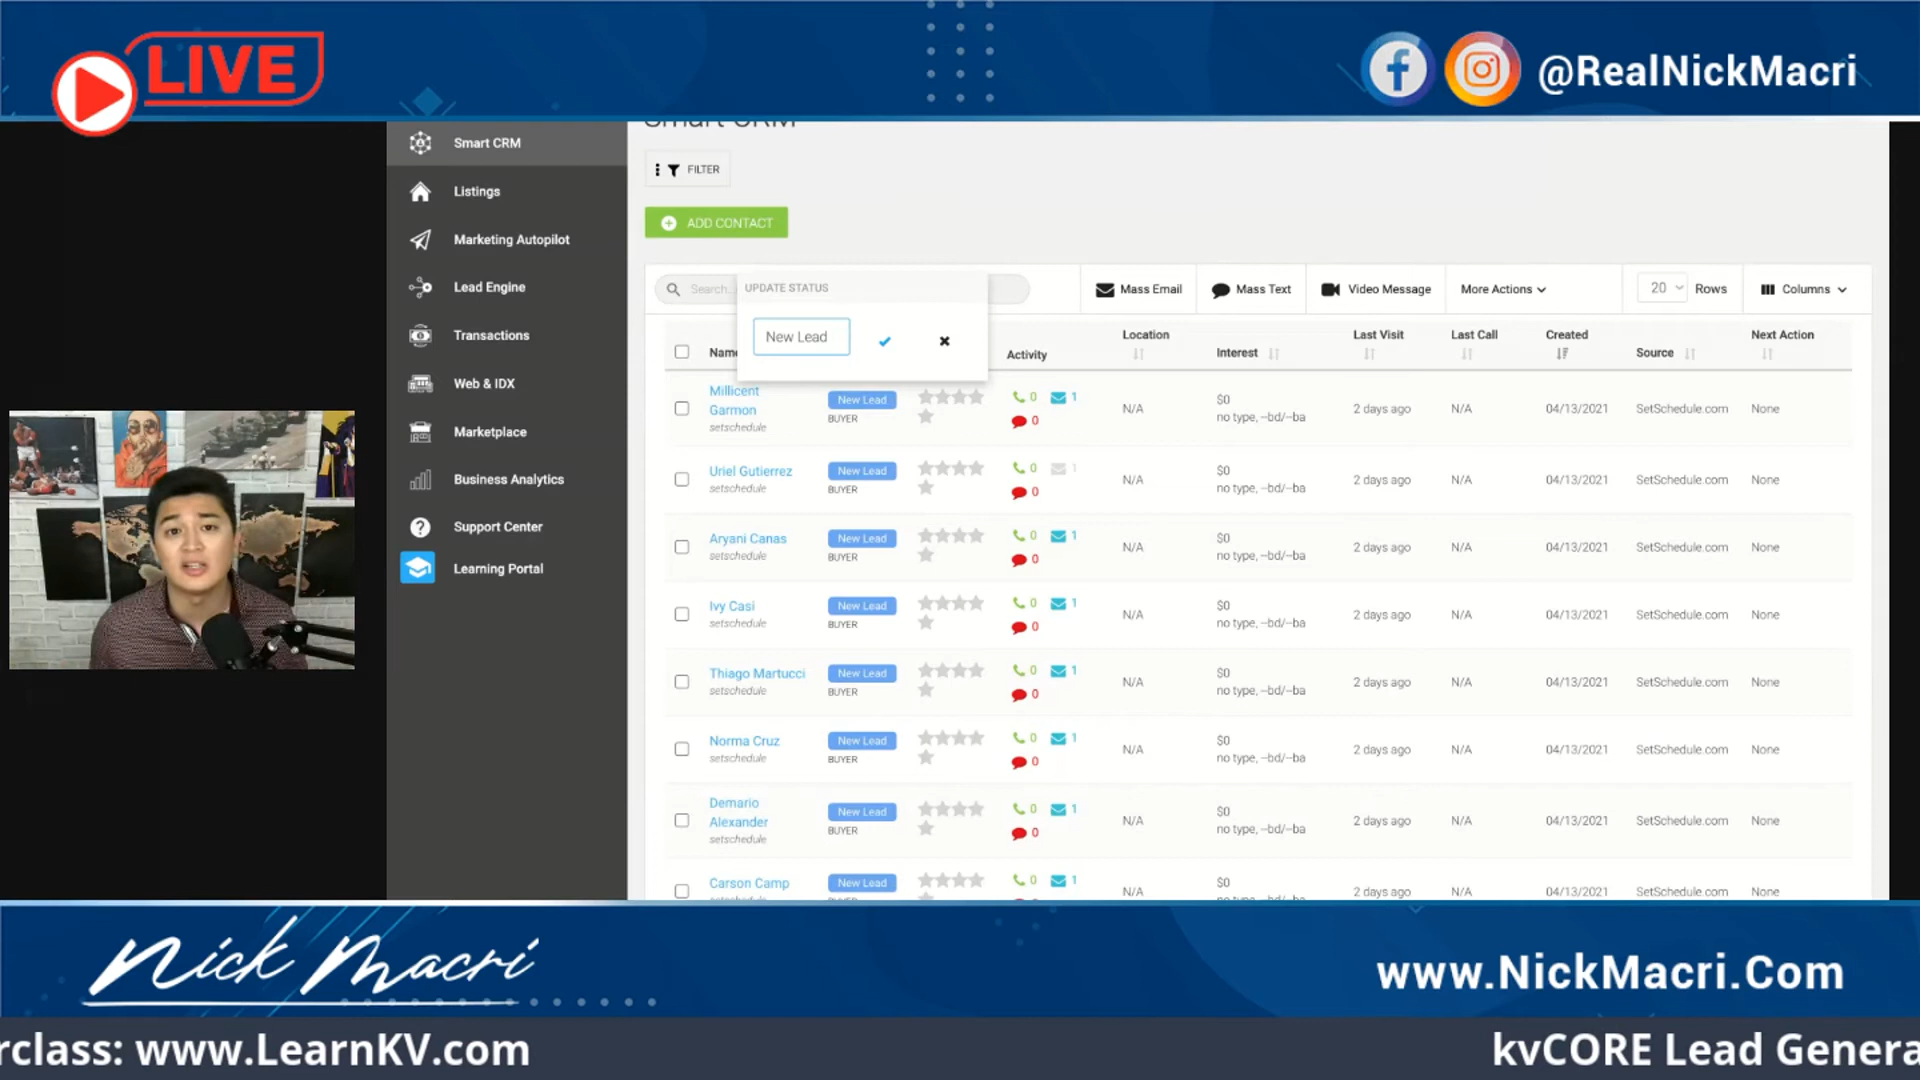 LIVE
@RealNickMacri
Smart CRM
Smart CRM
Listings
Marketing Autopilot
Lead Engine
Transactions
Web & IDX
Marketplace
Business Analytics
Support Center
Learning Portal
FILTER
ADD CONTACT
Search...
UPDATE STATUS
New Lead
Mass Email
Mass Text
Video Message
More Actions
20 Rows
Columns
Name
Activity
Location
Interest
Last Visit
Last Call
Created
Source
Next Action
Millicent Garmon
setschedule
New Lead
BUYER
0 1
0
N/A
$0
no type, --bd/--ba
2 days ago
N/A
04/13/2021
SetSchedule.com
None
Uriel Gutierrez
setschedule
New Lead
BUYER
0 1
0
N/A
$0
no type, --bd/--ba
2 days ago
N/A
04/13/2021
SetSchedule.com
None
Aryani Canas
setschedule
New Lead
BUYER
0 1
0
N/A
$0
no type, --bd/--ba
2 days ago
N/A
04/13/2021
SetSchedule.com
None
Ivy Casi
setschedule
New Lead
BUYER
0 1
0
N/A
$0
no type, --bd/--ba
2 days ago
N/A
04/13/2021
SetSchedule.com
None
Thiago Martucci
setschedule
New Lead
BUYER
0 1
0
N/A
$0
no type, --bd/--ba
2 days ago
N/A
04/13/2021
SetSchedule.com
None
Norma Cruz
setschedule
New Lead
BUYER
0 1
0
N/A
$0
no type, --bd/--ba
2 days ago
N/A
04/13/2021
SetSchedule.com
None
Demario Alexander
setschedule
New Lead
BUYER
0 1
0
N/A
$0
no type, --bd/--ba
2 days ago
N/A
04/13/2021
SetSchedule.com
None
Carson Camp
New Lead
0 1
N/A
$0
2 days ago
N/A
04/13/2021
SetSchedule.com
None
Nick Macri
www.NickMacri.Com
rclass: www.LearnKV.com
kvCORE Lead Genera